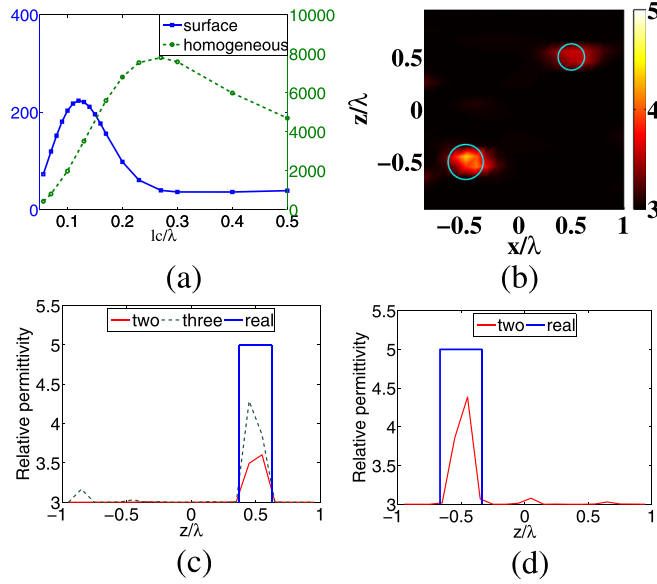 400
200
0
surface
homogeneous
10000
8000
6000
4000
2000
0
0.1 0.2 0.3 0.4 0.5
lc/λ
(a)
z/λ
0.5
0
−0.5
−0.5 0 0.5 1
x/λ
5
4
3
(b)
Relative permittivity
5.5
5
4.5
4
3.5
3
two three real
−1 −0.5 0 0.5 1
z/λ
(c)
Relative permittivity
5.5
5
4.5
4
3.5
3
two real
−1 −0.5 0 0.5 1
z/λ
(d)